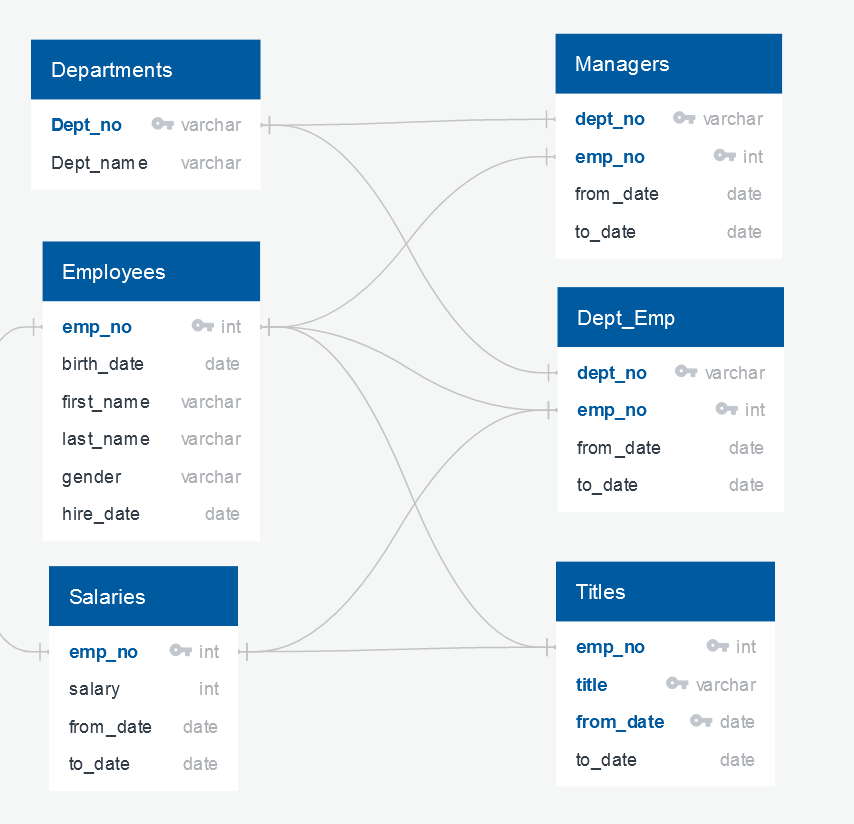 Departments
Dept_no varchar
Dept_name varchar
Employees
emp_no int
birth_date date
first_name varchar
last_name varchar
gender varchar
hire_date date
Salaries
emp_no int
salary int
from_date date
to_date date
Managers
dept_no varchar
emp_no int
from_date date
to_date date
Dept_Emp
dept_no varchar
emp_no int
from_date date
to_date date
Titles
emp_no int
title varchar
from_date date
to_date date